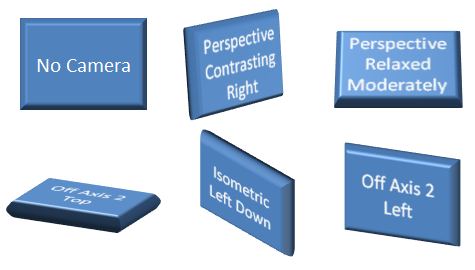 No Camera
Perspective
Contrasting
Right
Perspective
Relaxed
Moderately
Off Axis 2
Top
Isometric
Left Down
Off Axis 2
Left